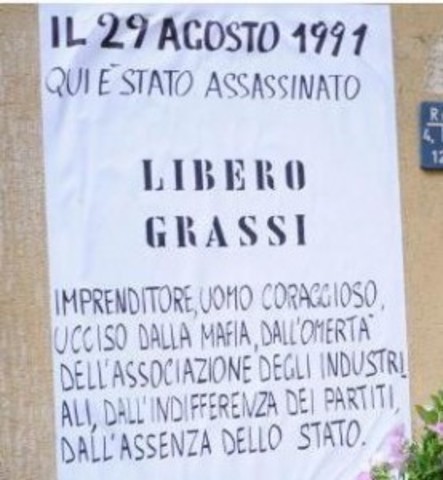 IL 29 AGOSTO 1991
QUI È STATO ASSASSINATO
LIBERO
GRASSI
IMPRENDITORE, UOMO CORAGGIOSO,
UCCISO DALLA MAFIA, DALL'OMERTÀ
DELL'ASSOCIAZIONE DEGLI INDUSTRI_
ALI, DALL'INDIFFERENZA DEI PARTITI,
DALL'ASSENZA DELLO STATO.